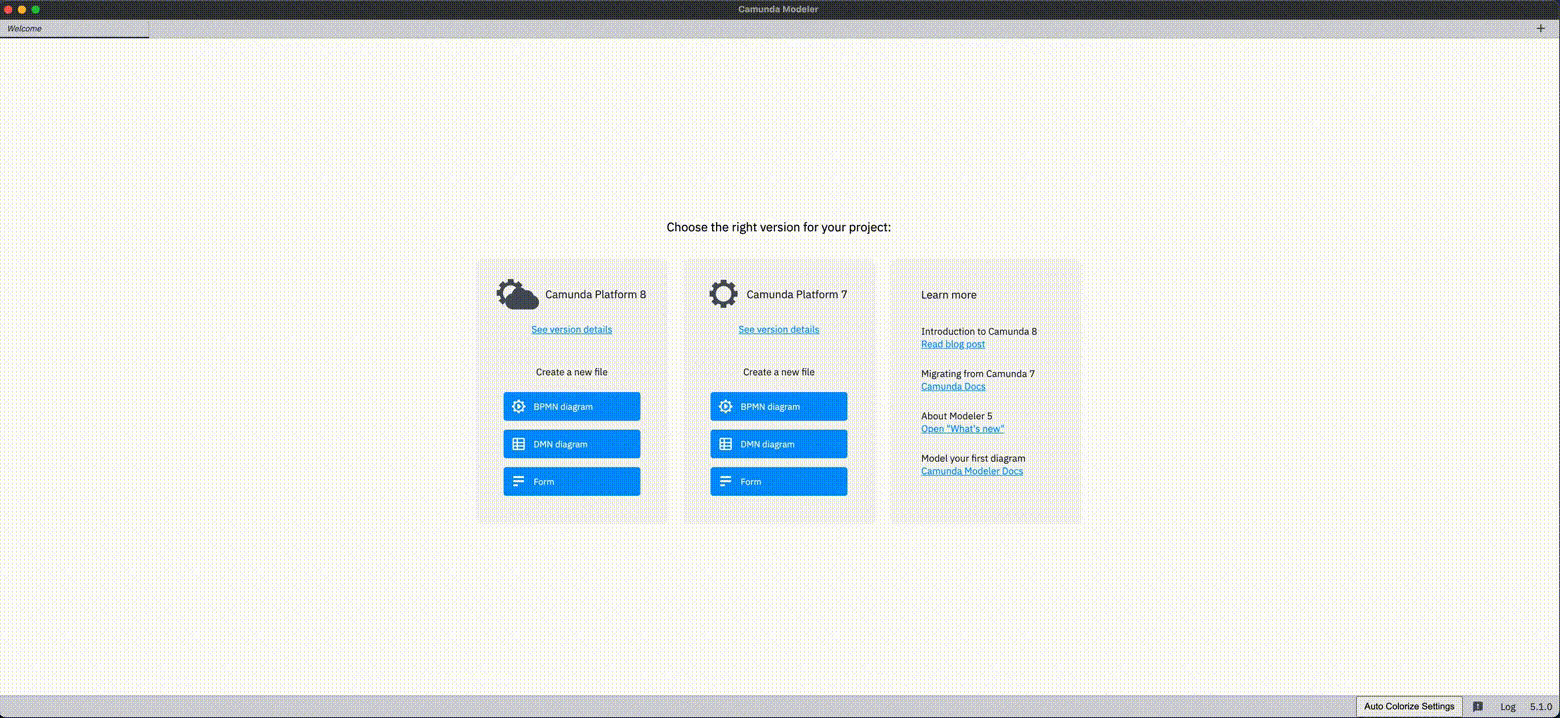 Camunda Modeler
Welcome
+
Choose the right version for your project:
Camunda Platform 8
See version details
Create a new file
BPMN diagram
DMN diagram
Form
Camunda Platform 7
See version details
Create a new file
BPMN diagram
DMN diagram
Form
Learn more
Introduction to Camunda 8
Read blog post
Migrating from Camunda 7
Camunda Docs
About Modeler 5
Open "What's new"
Model your first diagram
Camunda Modeler Docs
Auto Colorize Settings
Log
5.1.0